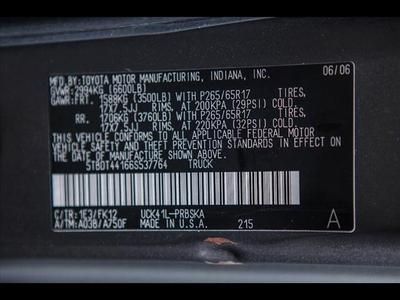 MFD. BY: TOYOTA MOTOR MANUFACTURING, INDIANA, INC. 06/06
GVWR: 2994KG (6600LB)
GAWR: FRT. 1589KG (3500LB) WITH P265/65R17 TIRES,
17X7.5JJ RIMS, AT 200KPA (29PSI) COLD.
RR. 1706KG (3760LB) WITH P265/65R17 TIRES,
17X7.5JJ RIMS, AT 220KPA (32PSI) COLD.
THIS VEHICLE CONFORMS TO ALL APPLICABLE FEDERAL MOTOR
VEHICLE SAFETY AND THEFT PREVENTION STANDARDS IN
EFFECT ON THE DATE OF MANUFACTURE SHOWN ABOVE.
5TBDT44166S537764 TRUCK
C/TR: 1E3/FK12 UCK41L-PRBSKA
A/TM: A03B/A750F MADE IN U.S.A. 215 A